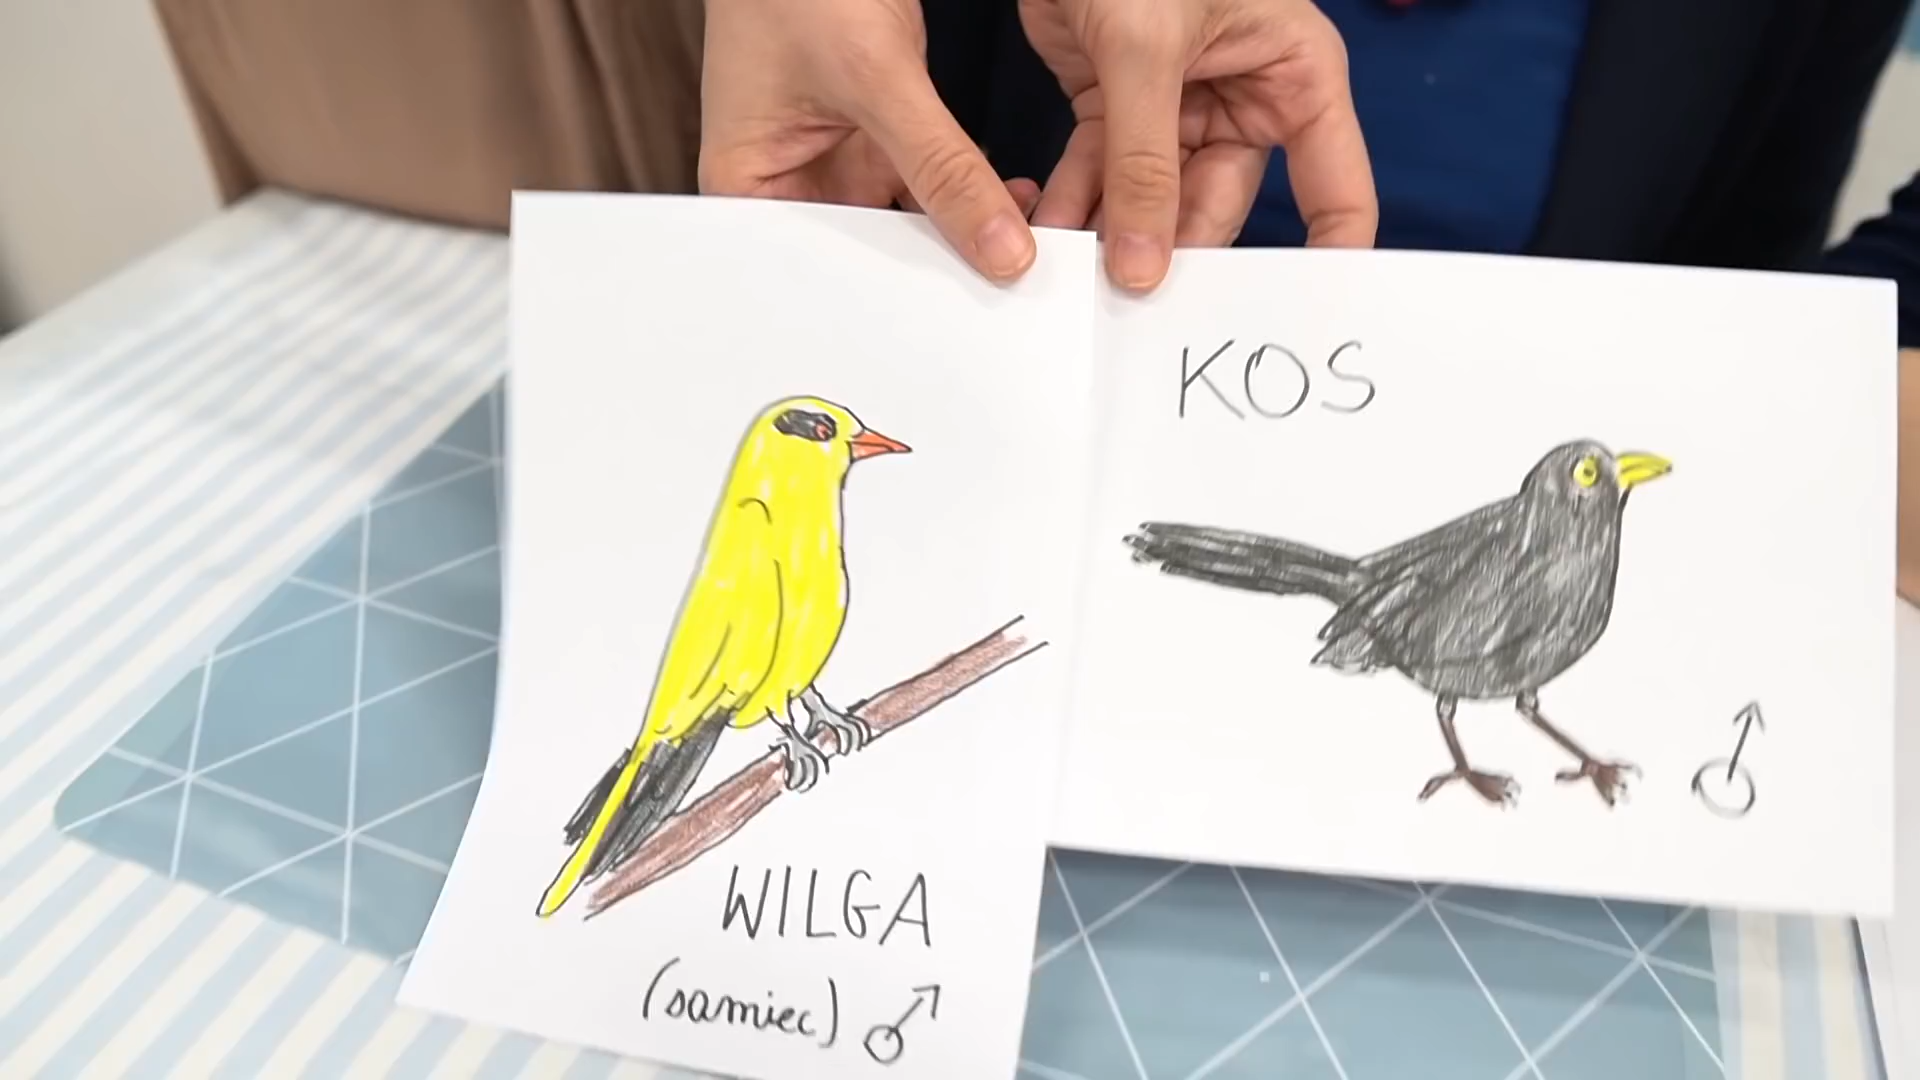 WILGA
(samiec) ♂
KOS
♂